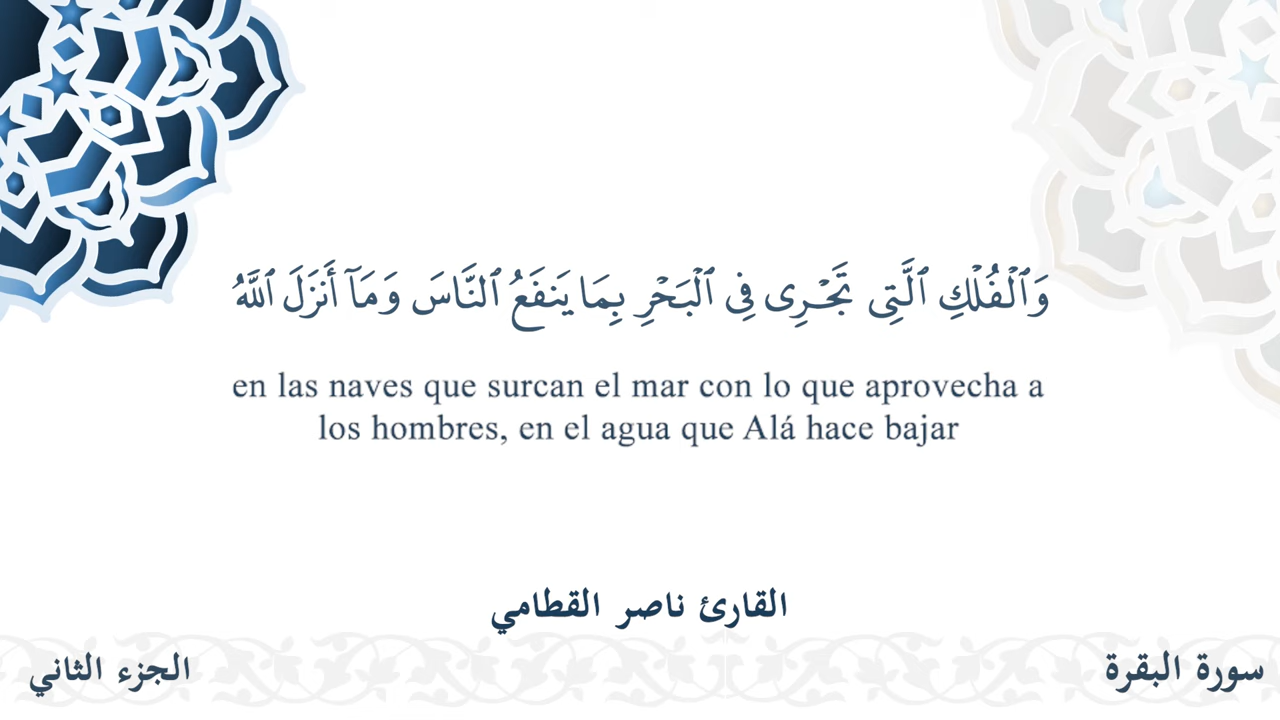 وَٱلْفُلْكِ ٱلَّتِى تَجْرِى فِى ٱلْبَحْرِ بِمَا يَنفَعُ ٱلنَّاسَ وَمَآ أَنزَلَ ٱللَّهُ
en las naves que surcan el mar con lo que aprovecha a
los hombres, en el agua que Alá hace bajar
القارئ ناصر القطامي
سورة البقرة
الجزء الثاني